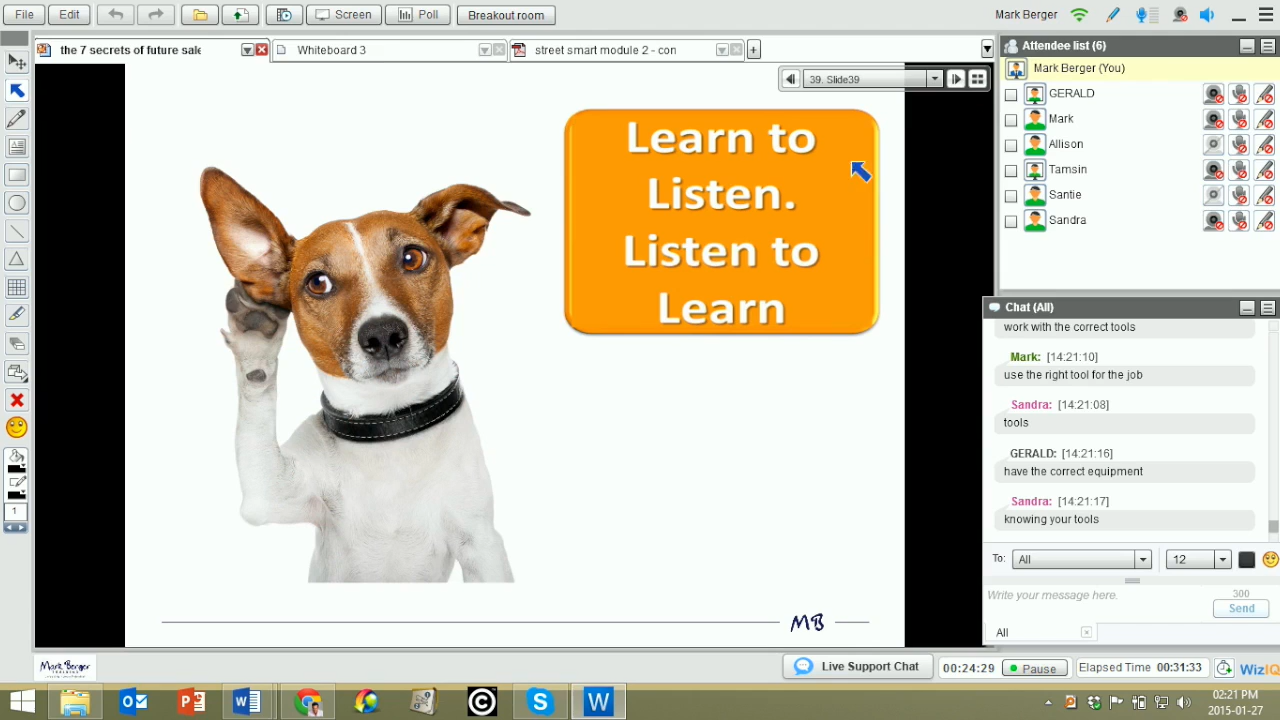 File
Edit
Screen
Poll
Breakout room
Mark Berger
the 7 secrets of future sale
Whiteboard 3
street smart module 2 - con
39. Slide39
Learn to
Listen.
Listen to
Learn
MB
Attendee list (6)
Mark Berger (You)
GERALD
Mark
Allison
Tamsin
Santie
Sandra
Chat (All)
work with the correct tools
Mark: [14:21:10]
use the right tool for the job
Sandra: [14:21:08]
tools
GERALD: [14:21:16]
have the correct equipment
Sandra: [14:21:17]
knowing your tools
To: All 12
Write your message here. 300
Send
All
1
Mark Berger
TRAINING
Live Support Chat
00:24:29
Pause
Elapsed Time 00:31:33
WizIQ
02:21 PM
2015-01-27